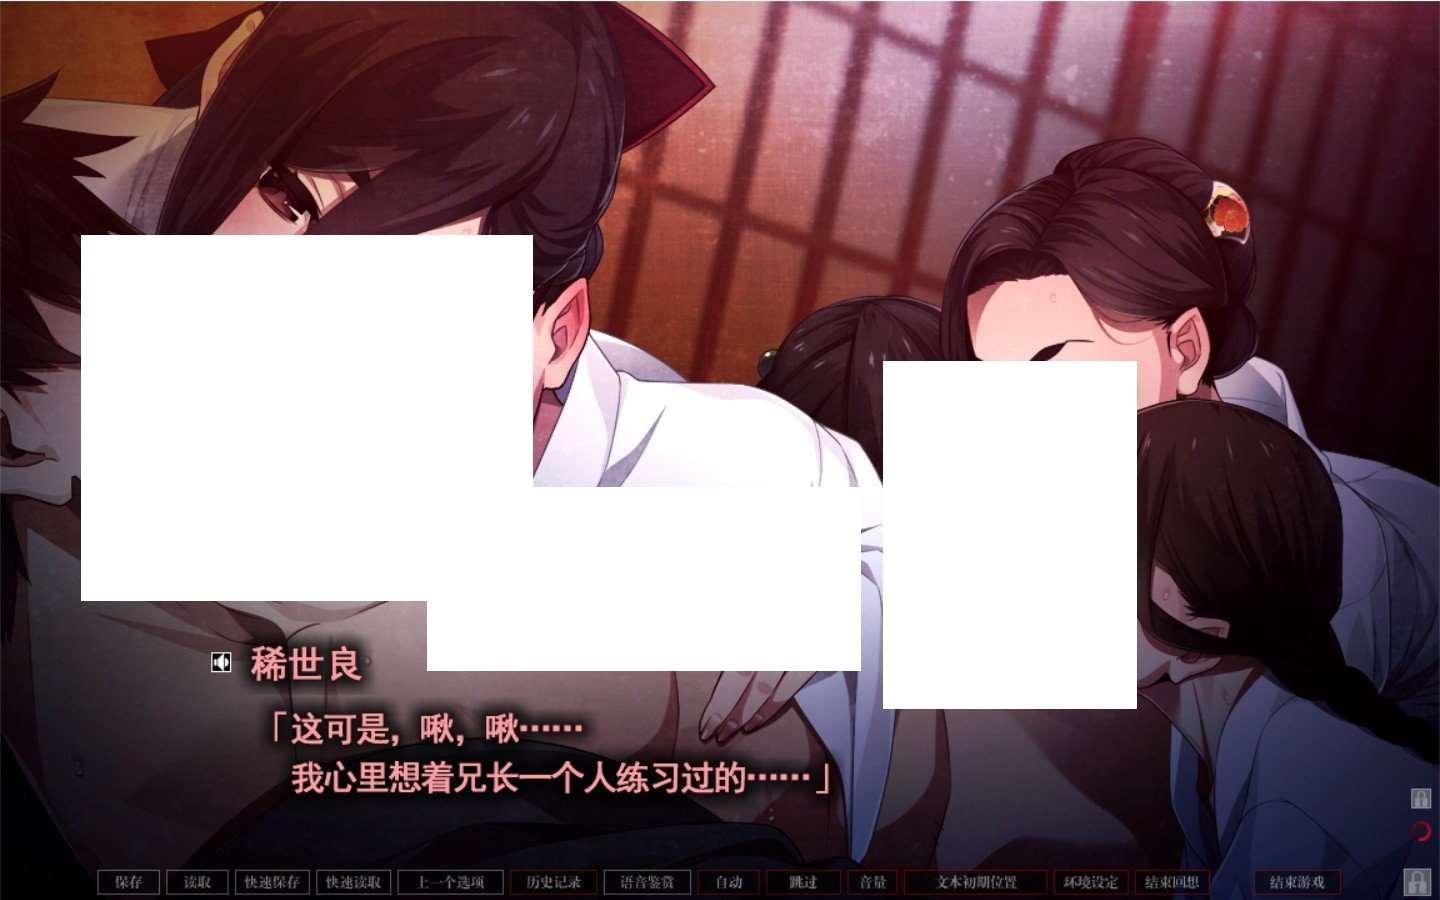 稀世良
「这可是，啾，啾……
我心里想着兄长一个人练习过的……」
保存 读取 快速保存 快速读取 上一个选项 历史记录 语音鉴赏 自动 跳过 音量 文本初期位置 环境设定 结束回想 结束游戏